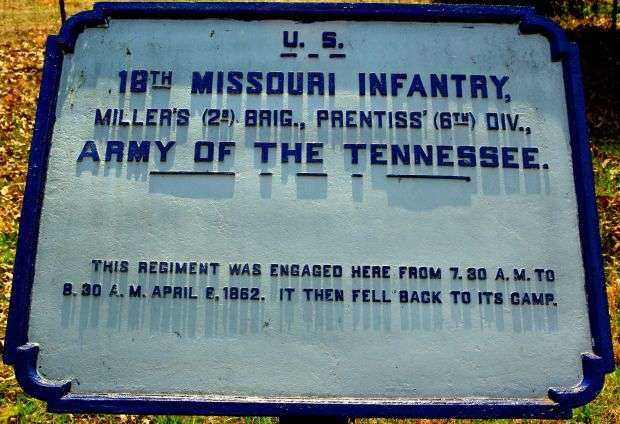 U. S.
18TH MISSOURI INFANTRY,
MILLER'S (2D) BRIG., PRENTISS' (6TH) DIV.,
ARMY OF THE TENNESSEE.
THIS REGIMENT WAS ENGAGED HERE FROM 7.30 A.M. TO
8.30 A.M. APRIL 6, 1862. IT THEN FELL BACK TO ITS CAMP.